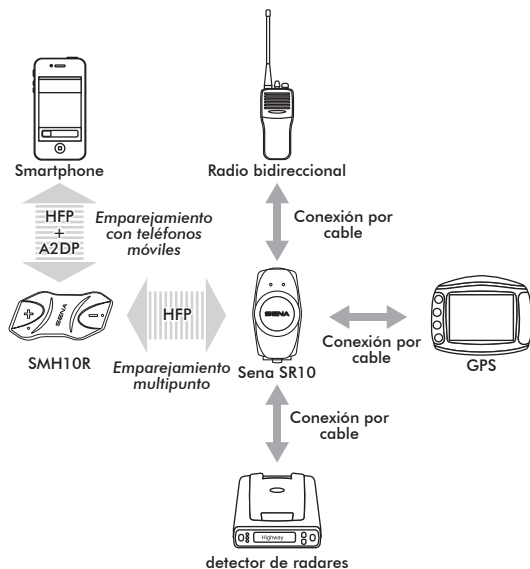 Smartphone
Radio bidireccional
HFP
+
A2DP
Emparejamiento
con teléfonos
móviles
Conexión por
cable
SENA
SMH10R
HFP
Emparejamiento
multipunto
SENA
Sena SR10
Conexión por
cable
GPS
Conexión por
cable
Highway
detector de radares